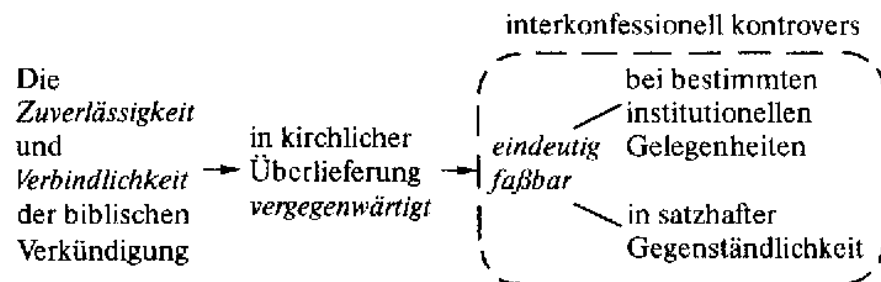 interkonfessionell kontrovers
Die
Zuverlässigkeit
und
Verbindlichkeit
der biblischen
Verkündigung
in kirchlicher
Überlieferung
vergegenwärtigt
eindeutig
faßbar
bei bestimmten
institutionellen
Gelegenheiten
in satzhafter
Gegenständlichkeit